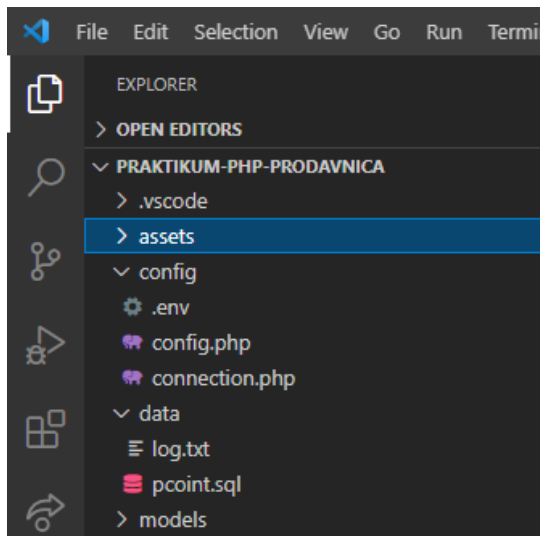 File Edit Selection View Go Run Termi
EXPLORER
OPEN EDITORS
PRAKTIKUM-PHP-PRODAVNICA
.vscode
assets
config
.env
config.php
connection.php
data
log.txt
pcoint.sql
models